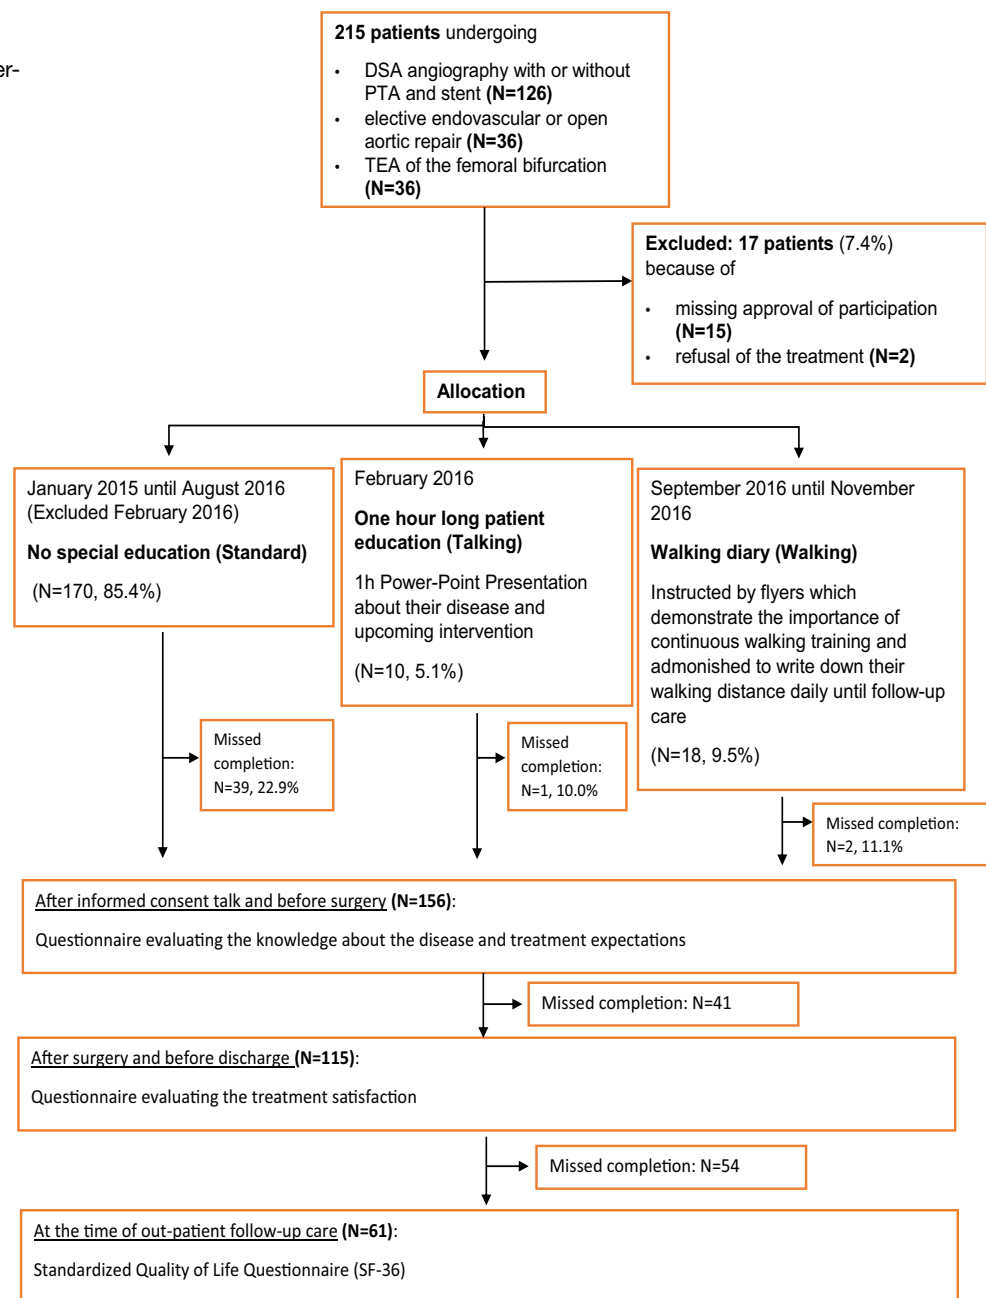 er-
215 patients undergoing
• DSA angiography with or without
PTA and stent (N=126)
• elective endovascular or open
aortic repair (N=36)
• TEA of the femoral bifurcation
(N=36)
Excluded: 17 patients (7.4%)
because of
• missing approval of participation
(N=15)
• refusal of the treatment (N=2)
Allocation
January 2015 until August 2016
(Excluded February 2016)
No special education (Standard)
(N=170, 85.4%)
February 2016
One hour long patient
education (Talking)
1h Power-Point Presentation
about their disease and
upcoming intervention
(N=10, 5.1%)
September 2016 until November
2016
Walking diary (Walking)
Instructed by flyers which
demonstrate the importance of
continuous walking training and
admonished to write down their
walking distance daily until follow-up
care
(N=18, 9.5%)
Missed
completion:
N=39, 22.9%
Missed
completion:
N=1, 10.0%
Missed completion:
N=2, 11.1%
After informed consent talk and before surgery (N=156):
Questionnaire evaluating the knowledge about the disease and treatment expectations
Missed completion: N=41
After surgery and before discharge (N=115):
Questionnaire evaluating the treatment satisfaction
Missed completion: N=54
At the time of out-patient follow-up care (N=61):
Standardized Quality of Life Questionnaire (SF-36)